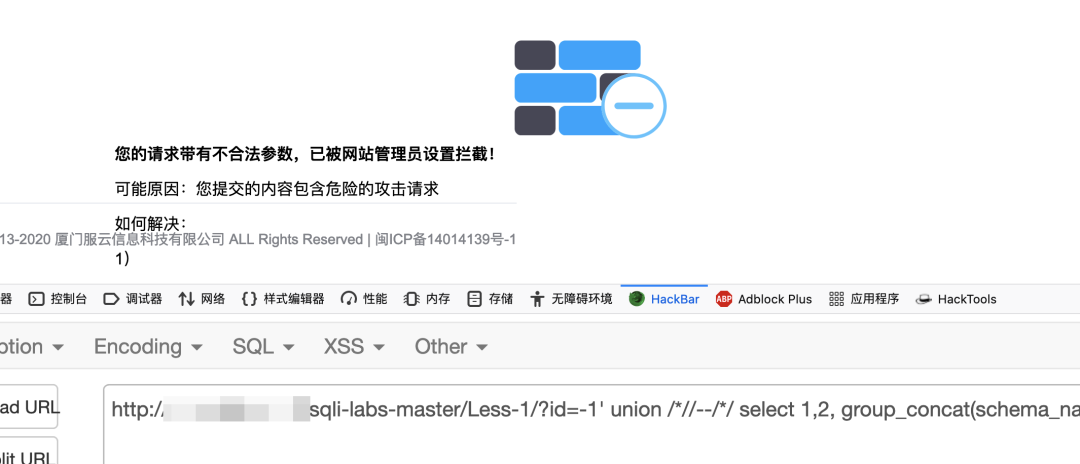 您的请求带有不合法参数，已被网站管理员设置拦截！
可能原因：您提交的内容包含危险的攻击请求
如何解决：
13-2020 厦门服云信息科技有限公司 ALL Rights Reserved | 闽ICP备14014139号-1
1)
器 控制台 调试器 网络 样式编辑器 性能 内存 存储 无障碍环境 HackBar ABP Adblock Plus 应用程序 HackTools
ption Encoding SQL XSS Other
ad URL
http:/ sqli-labs-master/Less-1/?id=-1' union /*//--/*/ select 1,2, group_concat(schema_na
plit URL